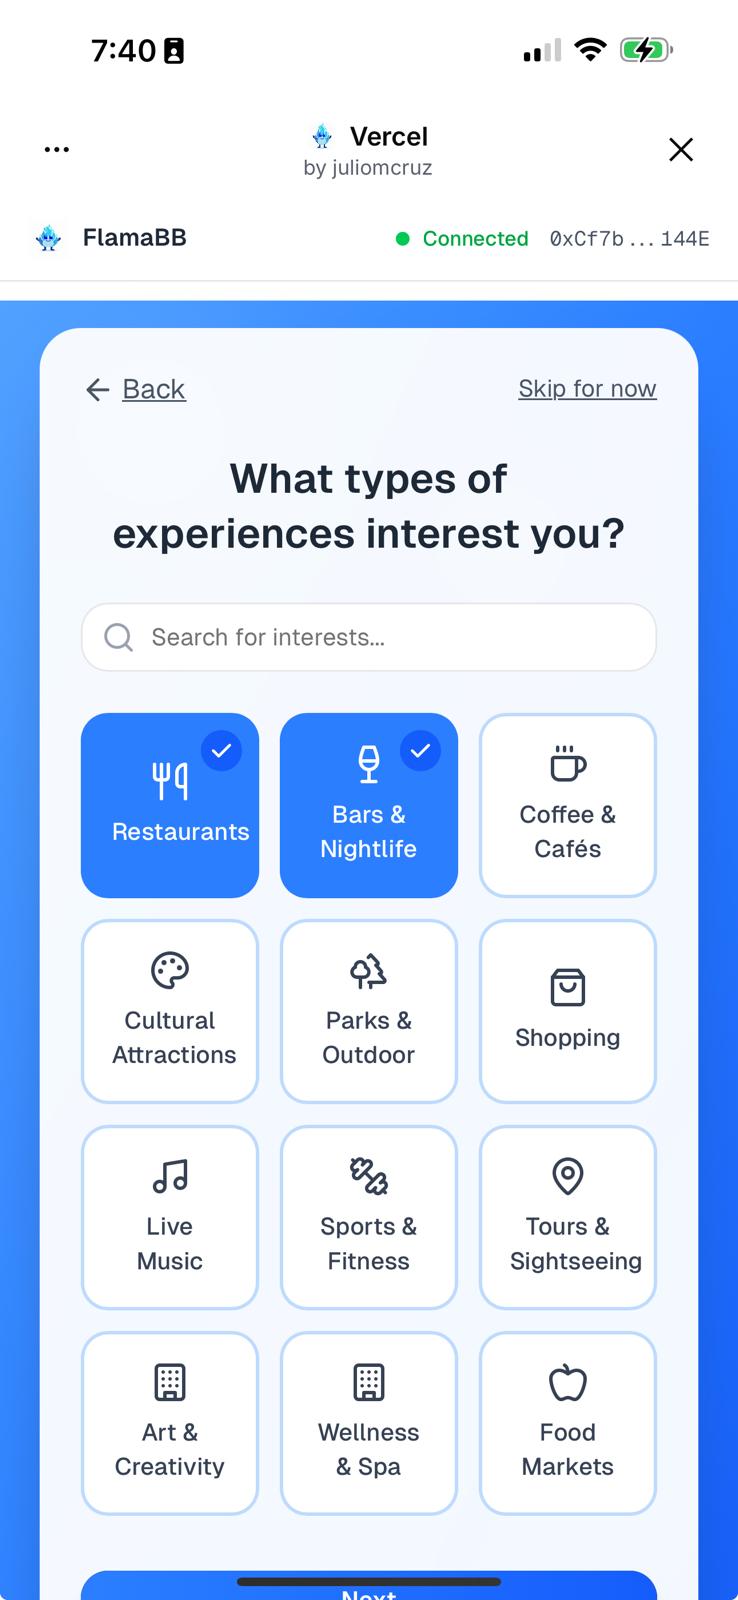 7:40
Vercel
by juliomcruz
FlamaBB
Connected 0xCf7b...144E
Back
Skip for now
What types of
experiences interest you?
Search for interests...
Restaurants
Bars &
Nightlife
Coffee &
Cafés
Cultural
Attractions
Parks &
Outdoor
Shopping
Live
Music
Sports &
Fitness
Tours &
Sightseeing
Art &
Creativity
Wellness
& Spa
Food
Markets
Next